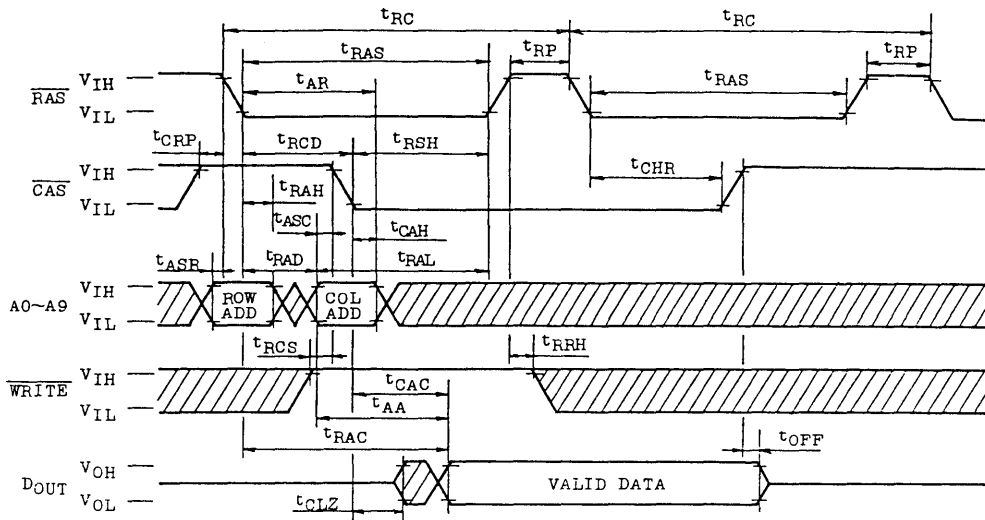 tRC tRC
tRAS tRP tRAS tRP
tAR
RAS VIH
VIL
tCRP tRCD tRSH
CAS VIH
VIL
tCHR
tRAH
tASC tCAH
tASR tRAD tRAL
A0~A9 VIH
VIL
ROW ADD
COL ADD
tRCS tRRH
WRITE VIH
VIL
tCAC
tAA
tRAC
tOFF
DOUT VOH
VOL
VALID DATA
tCLZ